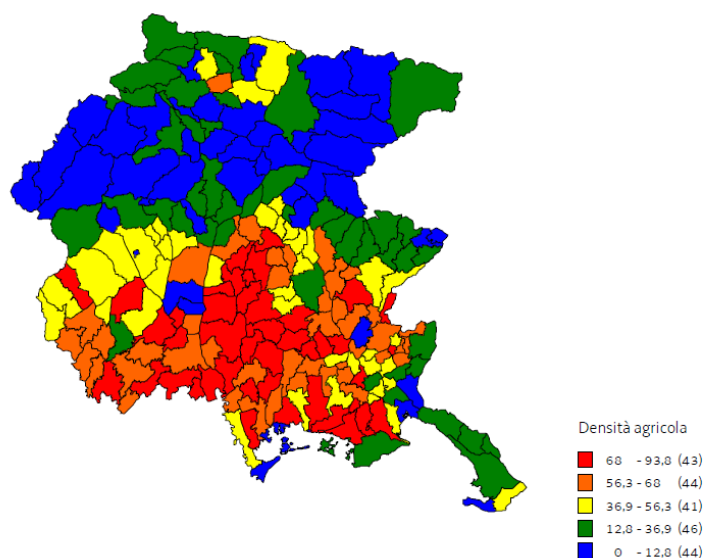 Densità agricola
68 - 93,8 (43)
56,3 - 68 (44)
36,9 - 56,3 (41)
12,8 - 36,9 (46)
0 - 12,8 (44)